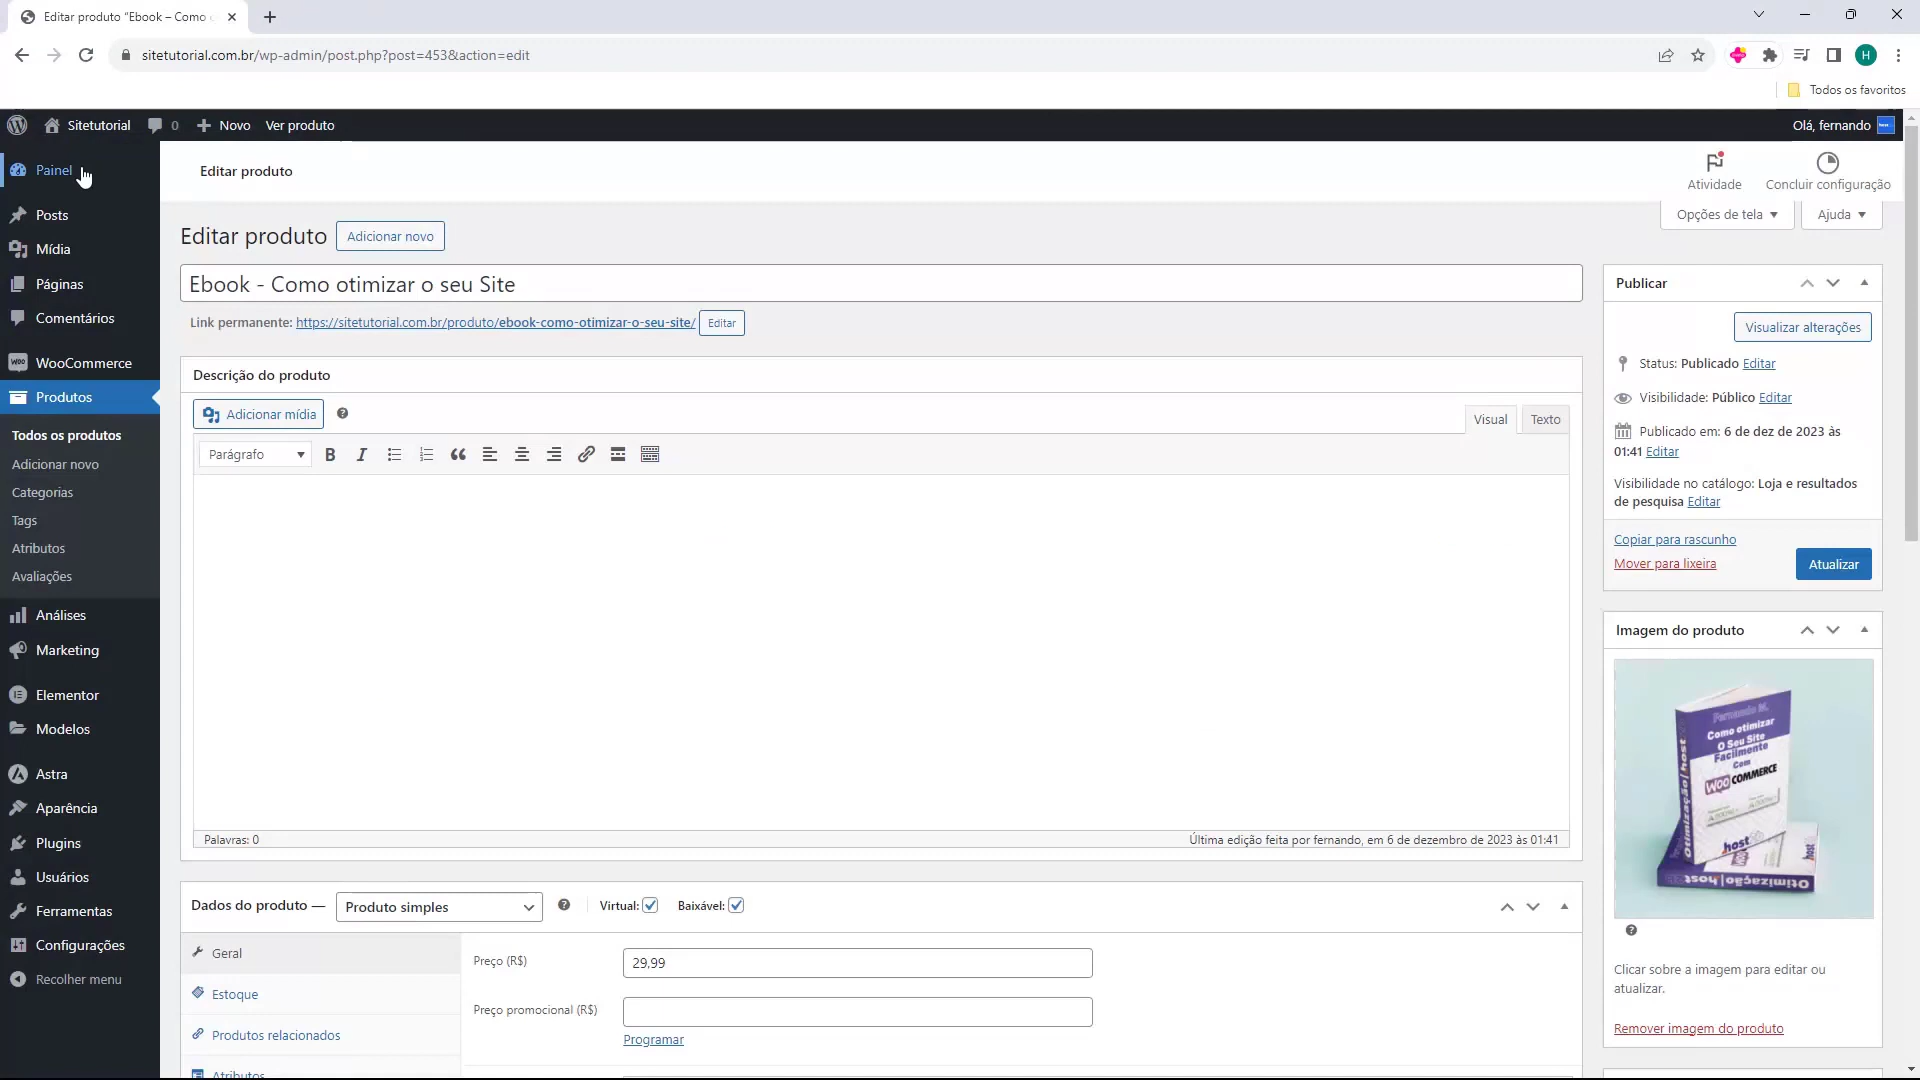 Editar produto "Ebook – Como o
sitetutorial.com.br/wp-admin/post.php?post=453&action=edit
H
Todos os favoritos
Sitetutorial
0
Novo
Ver produto
Olá, fernando
Painel
Posts
Mídia
Páginas
Comentários
WooCommerce
Produtos
Todos os produtos
Adicionar novo
Categorias
Tags
Atributos
Avaliações
Análises
Marketing
Elementor
Modelos
Astra
Aparência
Plugins
Usuários
Ferramentas
Configurações
Recolher menu
Editar produto
Atividade
Concluir configuração
Opções de tela
Ajuda
Editar produto
Adicionar novo
Ebook - Como otimizar o seu Site
Link permanente: https://sitetutorial.com.br/produto/ebook-como-otimizar-o-seu-site/ Editar
Descrição do produto
Adicionar mídia
Visual
Texto
Parágrafo
B I
Palavras: 0
Última edição feita por fernando, em 6 de dezembro de 2023 às 01:41
Dados do produto —
Produto simples
Virtual:
Baixável:
Geral
Estoque
Produtos relacionados
Atributos
Preço (R$)
29,99
Preço promocional (R$)
Programar
Publicar
Visualizar alterações
Status: Publicado Editar
Visibilidade: Público Editar
Publicado em: 6 de dez de 2023 às
01:41 Editar
Visibilidade no catálogo: Loja e resultados
de pesquisa Editar
Copiar para rascunho
Mover para lixeira
Atualizar
Imagem do produto
Fernando M.
Como otimizar
O Seu Site
Facilmente
Com
WOO COMMERCE
host
Otimização|host
Otimização|host
Clicar sobre a imagem para editar ou
atualizar.
Remover imagem do produto